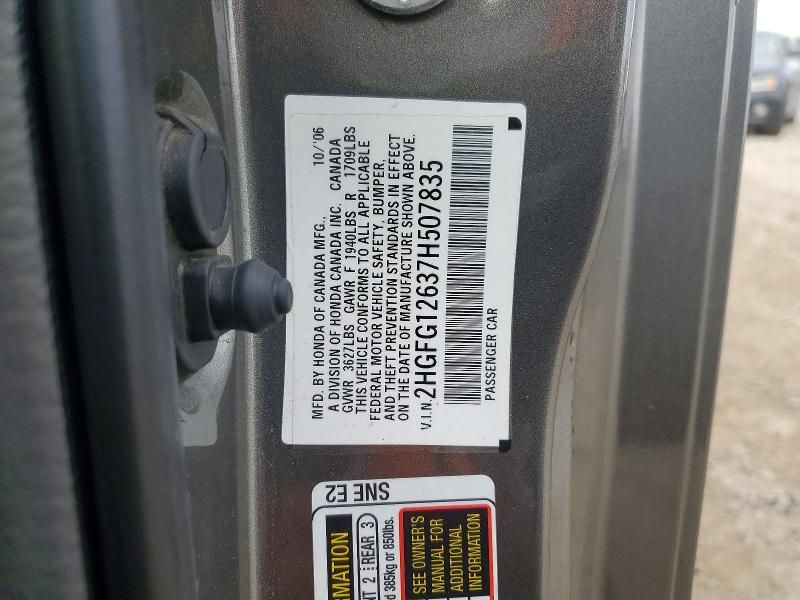 MFD. BY HONDA OF CANADA MFG., 10/'06
A DIVISION OF HONDA CANADA INC. CANADA
GVWR 3627LBS GAWR F 1940LBS R 1709LBS
THIS VEHICLE CONFORMS TO ALL APPLICABLE
FEDERAL MOTOR VEHICLE SAFETY, BUMPER,
AND THEFT PREVENTION STANDARDS IN EFFECT
ON THE DATE OF MANUFACTURE SHOWN ABOVE.
V.I.N. 2HGFG12637H507835
PASSENGER CAR
SNE E2
2 REAR 3
385kg or 850lbs.
SEE OWNER'S
MANUAL FOR
ADDITIONAL
INFORMATION